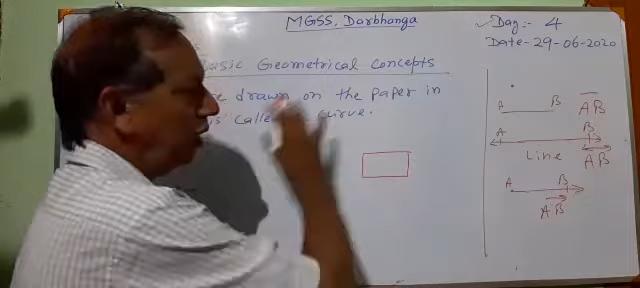 MGSS, Darbhanga
Day:- 4
Date-29-06-2020
Basic Geometrical Concepts
drawn on the paper in
is called curve.
A B AB
A B
Line AB
A B
AB